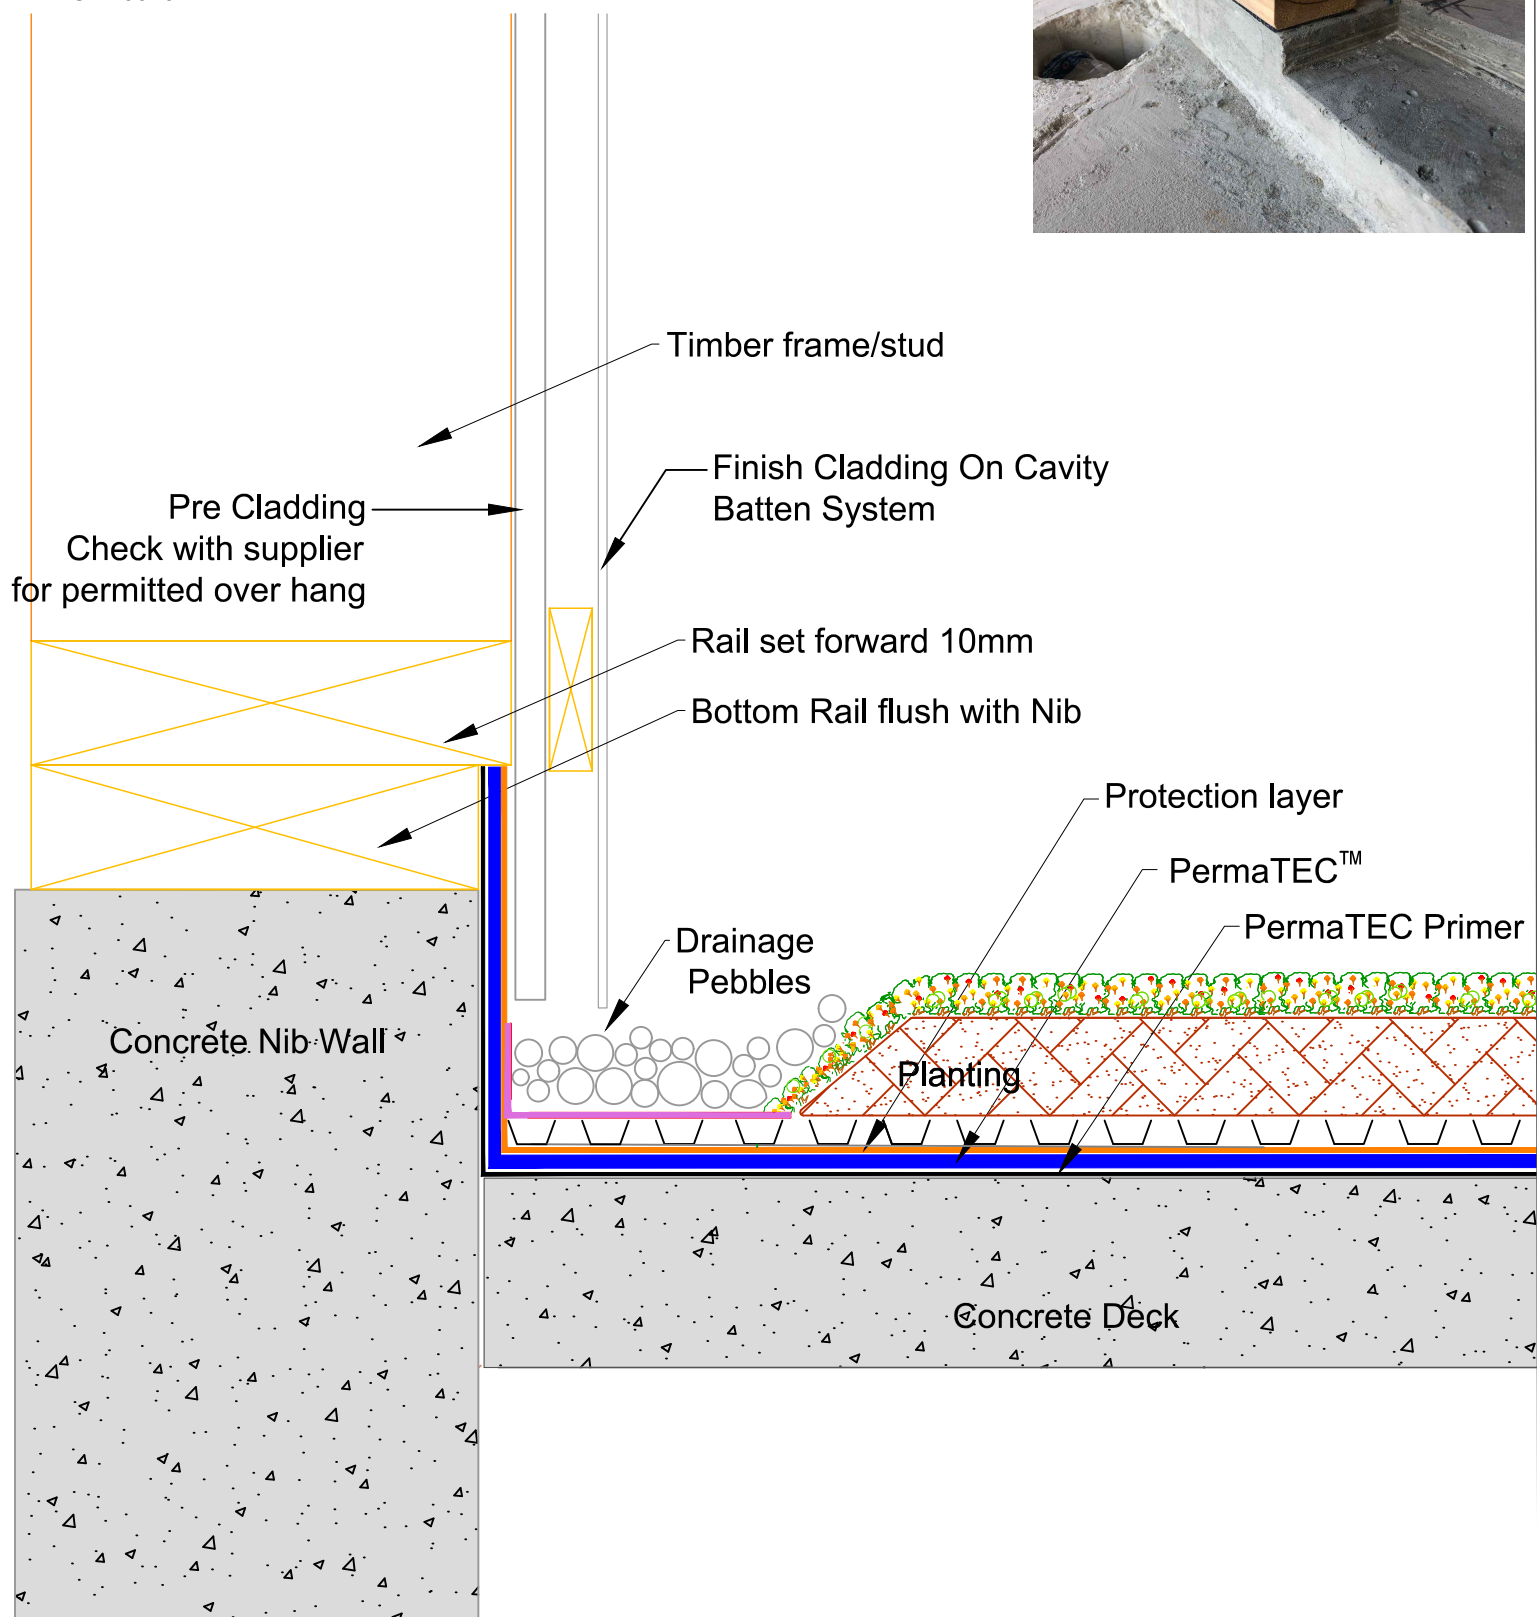 Timber frame/stud
Finish Cladding On Cavity
Batten System
Pre Cladding
Check with supplier
for permitted over hang
Rail set forward 10mm
Bottom Rail flush with Nib
Protection layer
PermaTEC™
PermaTEC Primer
Drainage
Pebbles
Concrete Nib Wall
Planting
Concrete Deck